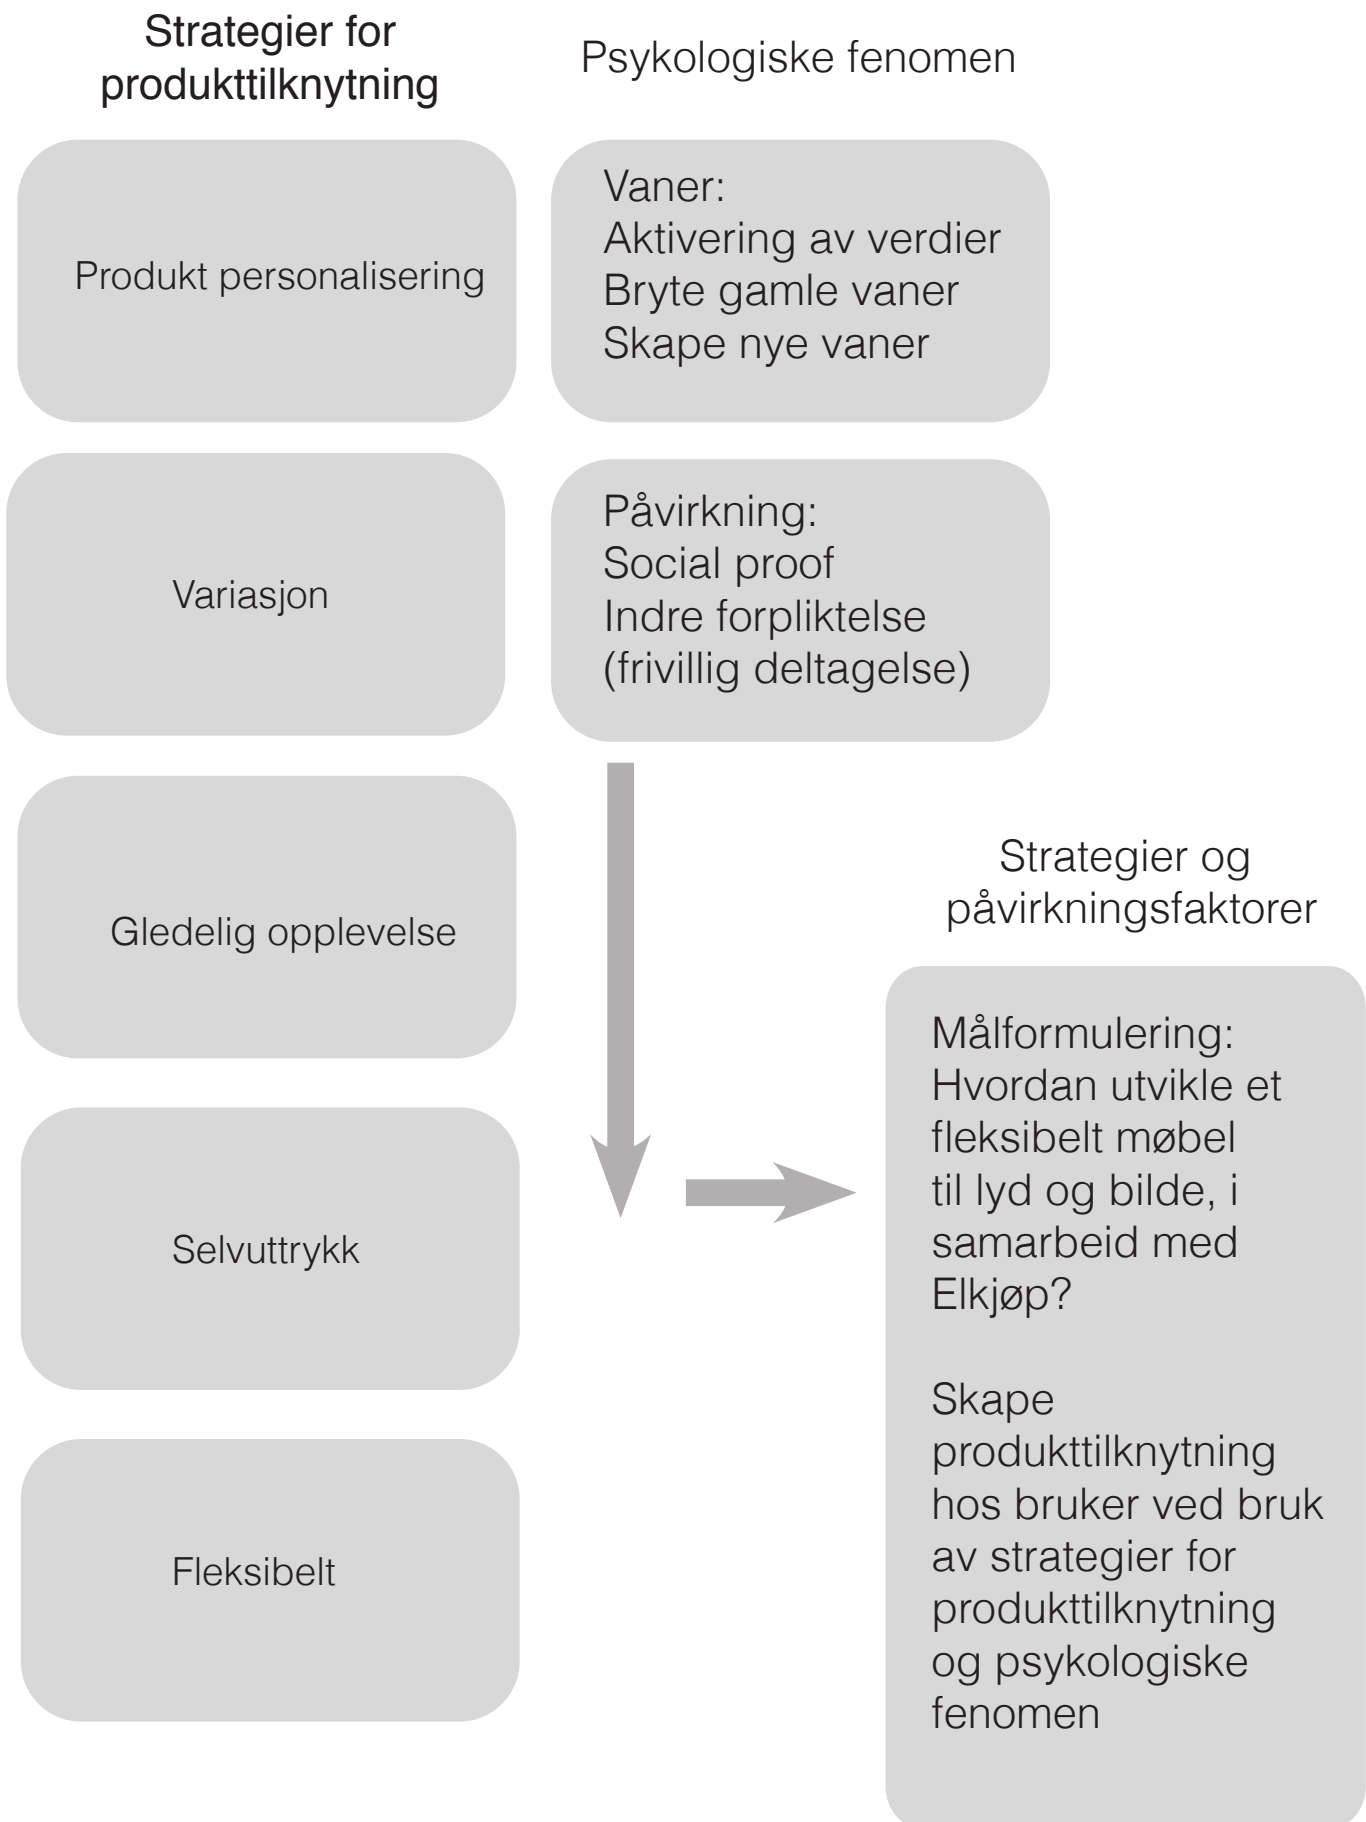 Strategier for
produkttilknytning
Produkt personalisering
Variasjon
Gledelig opplevelse
Selvuttrykk
Fleksibelt
Psykologiske fenomen
Vaner:
Aktivering av verdier
Bryte gamle vaner
Skape nye vaner
Påvirkning:
Social proof
Indre forpliktelse
(frivillig deltagelse)
Strategier og
påvirkningsfaktorer
Målformulering:
Hvordan utvikle et
fleksibelt møbel
til lyd og bilde, i
samarbeid med
Elkjøp?
Skape
produkttilknytning
hos bruker ved bruk
av strategier for
produkttilknytning
og psykologiske
fenomen